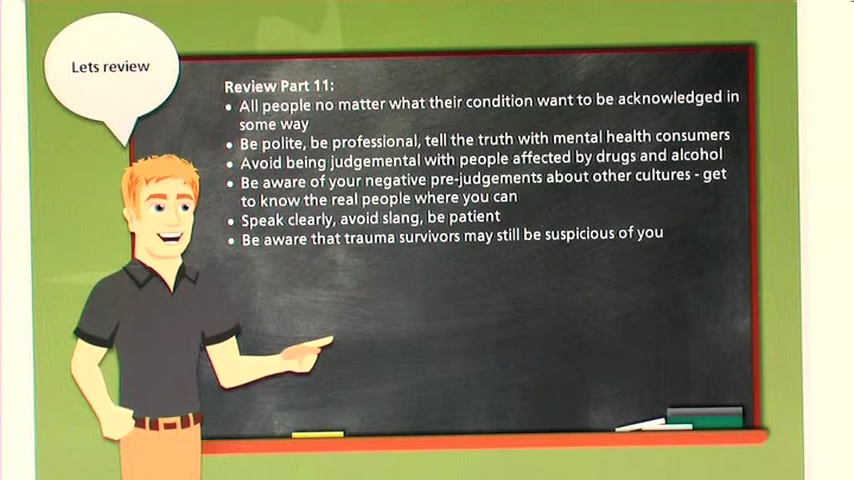 Lets review
Review Part 11:
• All people no matter what their condition want to be acknowledged in
some way
• Be polite, be professional, tell the truth with mental health consumers
• Avoid being judgemental with people affected by drugs and alcohol
• Be aware of your negative pre-judgements about other cultures - get
to know the real people where you can
• Speak clearly, avoid slang, be patient
• Be aware that trauma survivors may still be suspicious of you